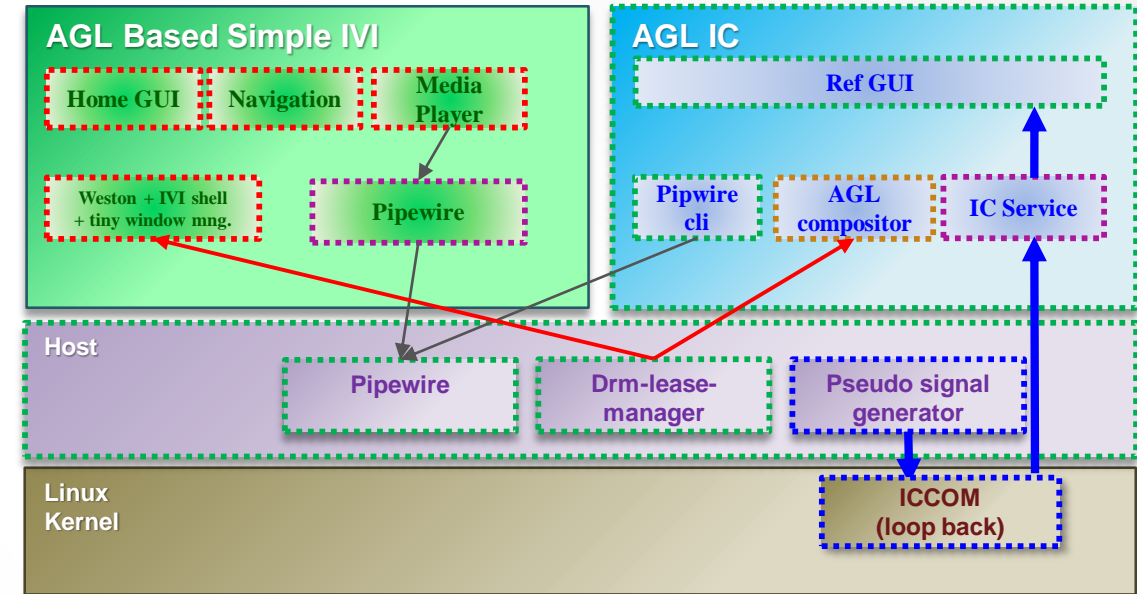 AGL Based Simple IVI
Home GUI
Navigation
Media
Player
Weston + IVI shell
+ tiny window mng.
Pipewire
AGL IC
Ref GUI
Pipwire
cli
AGL
compositor
IC Service
Host
Pipewire
Drm-lease-
manager
Pseudo signal
generator
Linux
Kernel
ICCOM
(loop back)